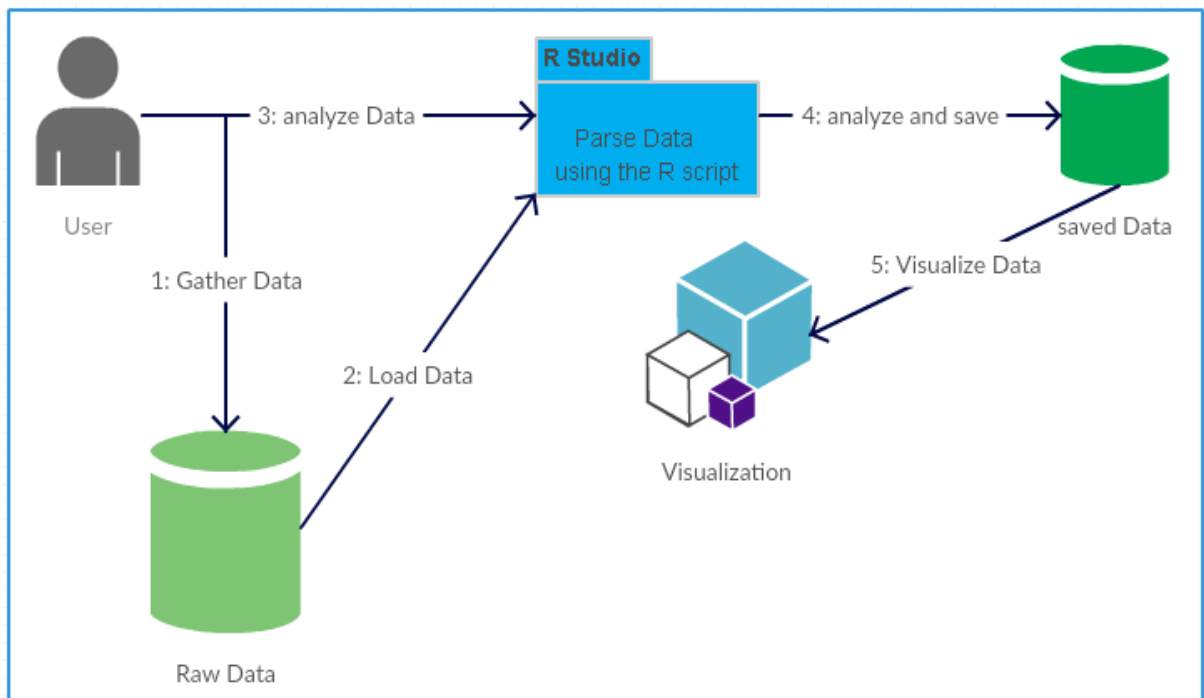 R Studio
3: analyze Data
4: analyze and save
Parse Data
using the R script
User
saved Data
1: Gather Data
5: Visualize Data
2: Load Data
Visualization
Raw Data